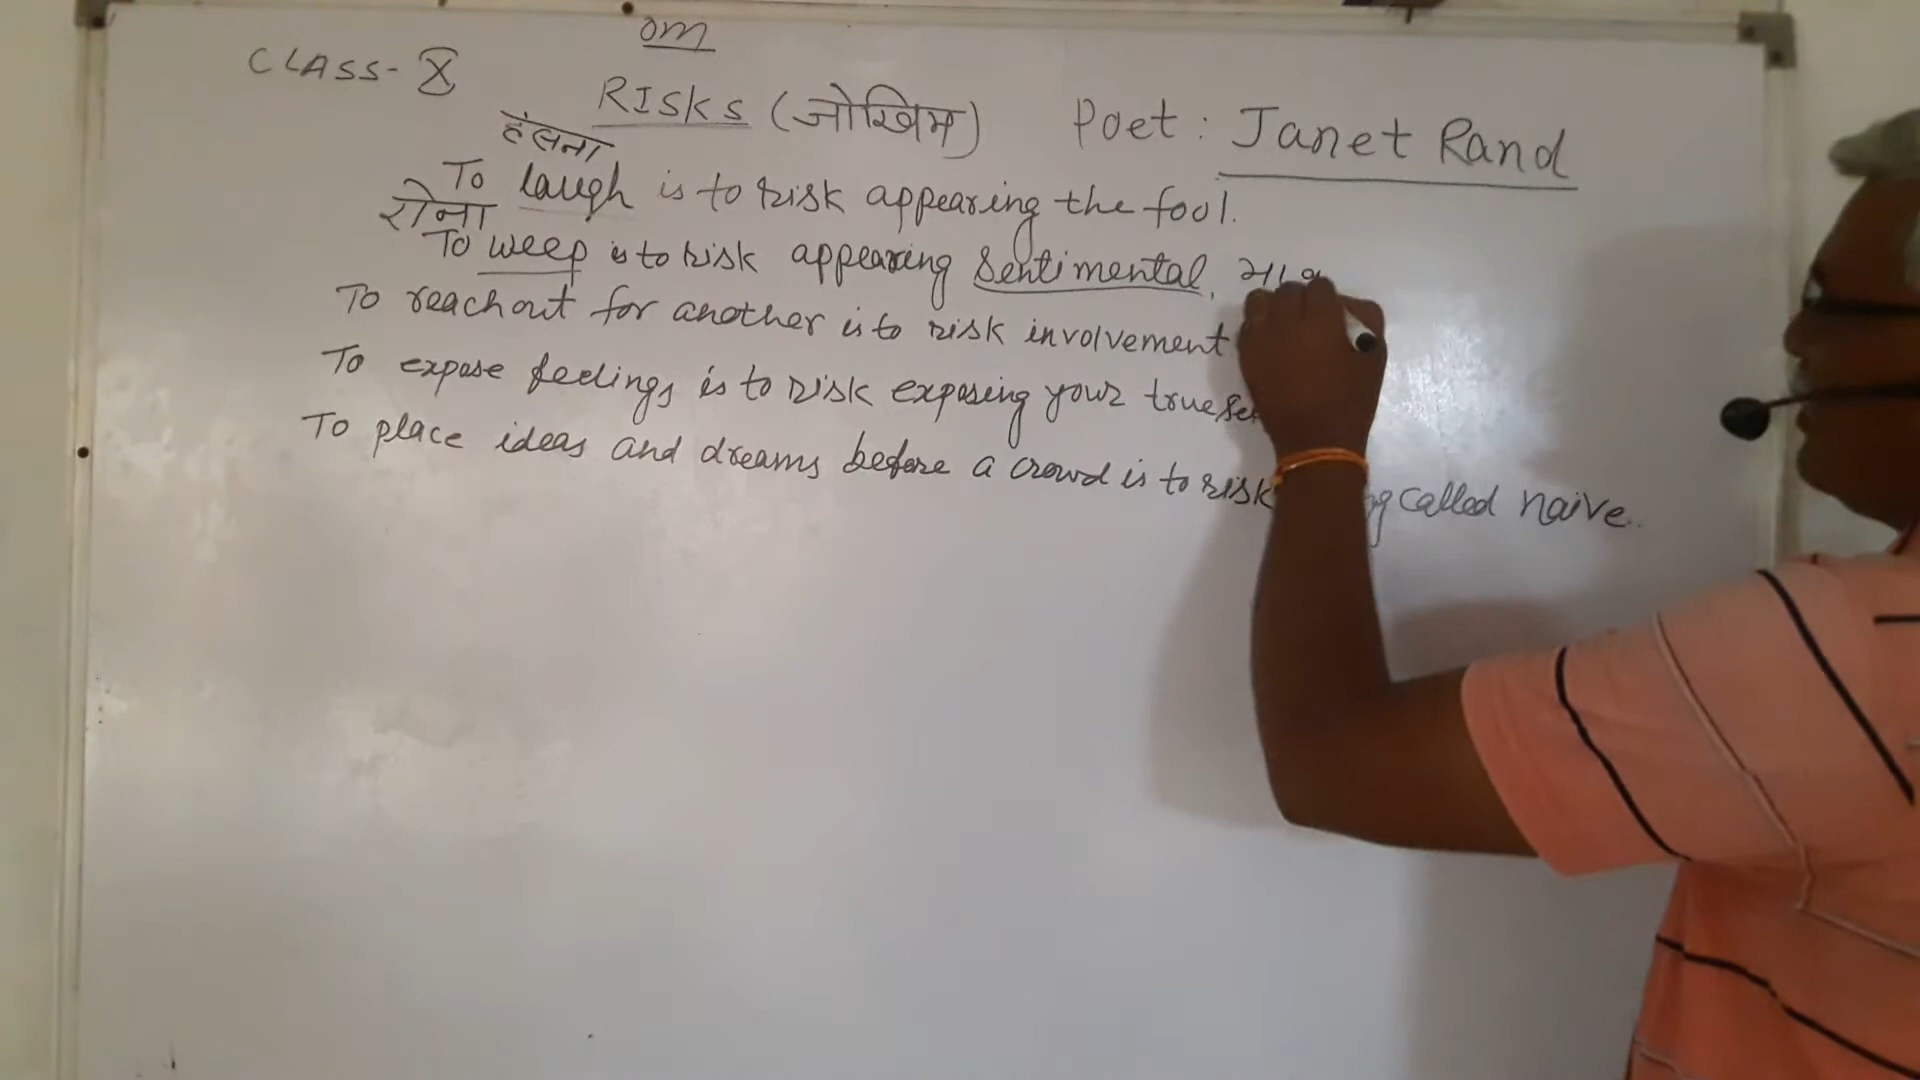 om
CLASS- X
RISKS (जोखिम) Poet: Janet Rand
हंसना
To laugh is to risk appearing the fool.
रोना
To weep is to risk appearing sentimental,
To reach out for another is to risk involvement
To expose feelings is to risk exposing your true
To place ideas and dreams before a crowd is to risk called naive.